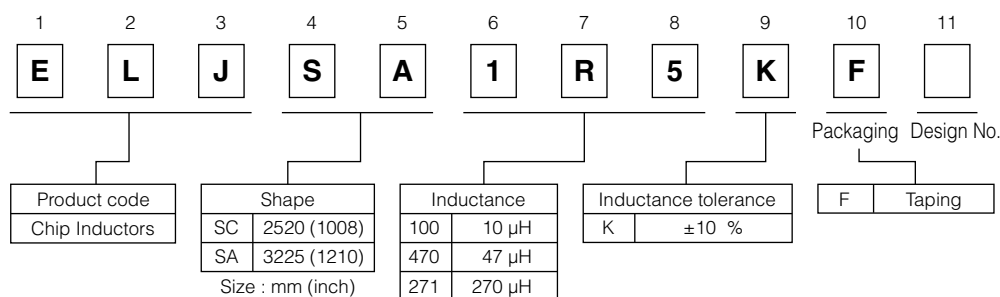 1 2 3 4 5 6 7 8 9 10 11
E L J S A 1 R 5 K F
Packaging Design No.
Product code
Chip Inductors
Shape
SC 2520 (1008)
SA 3225 (1210)
Size : mm (inch)
Inductance
100 10 µH
470 47 µH
271 270 µH
Inductance tolerance
K ±10 %
F Taping